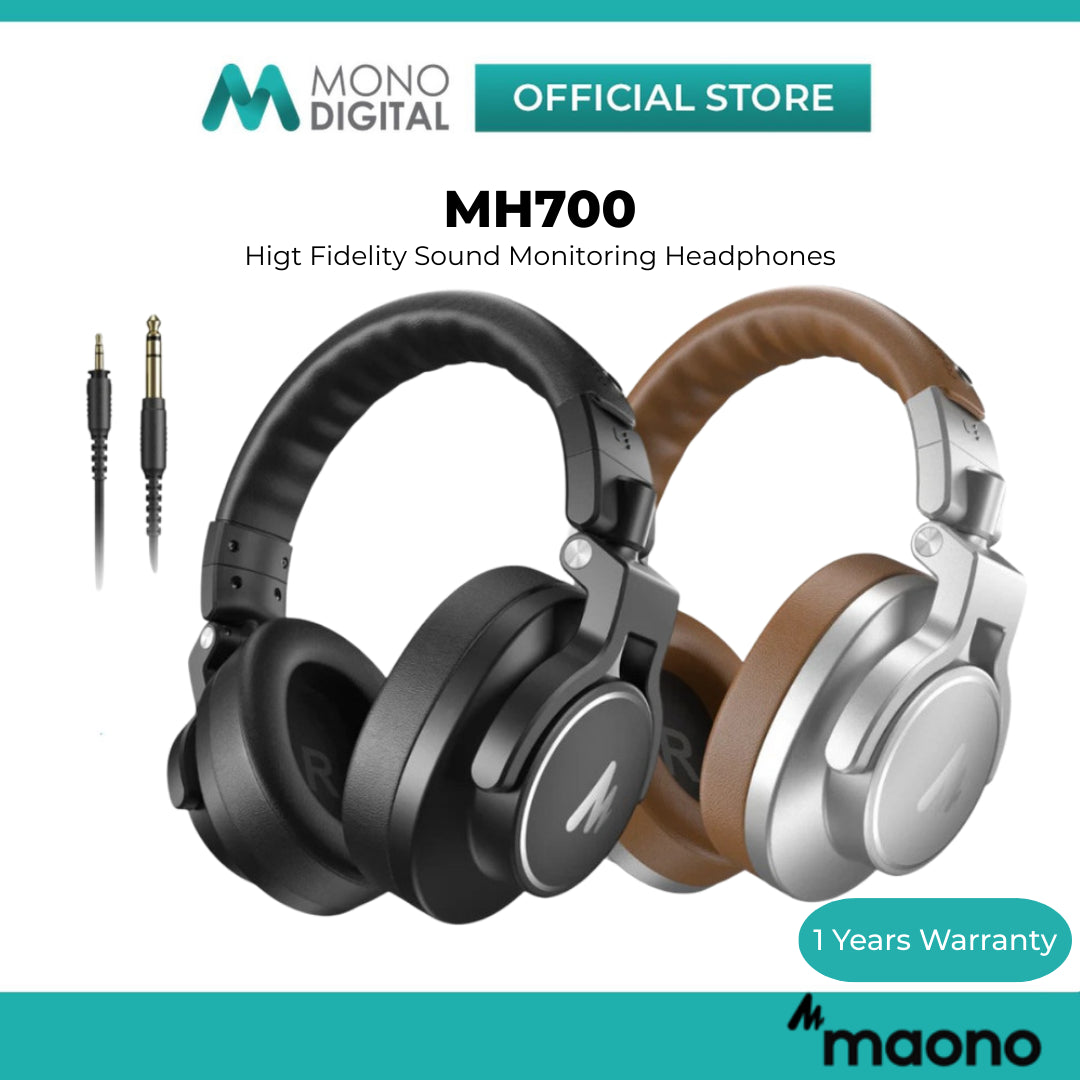 MONO
DIGITAL
OFFICIAL STORE
MH700
Higt Fidelity Sound Monitoring Headphones
R
R
1 Years Warranty
maono